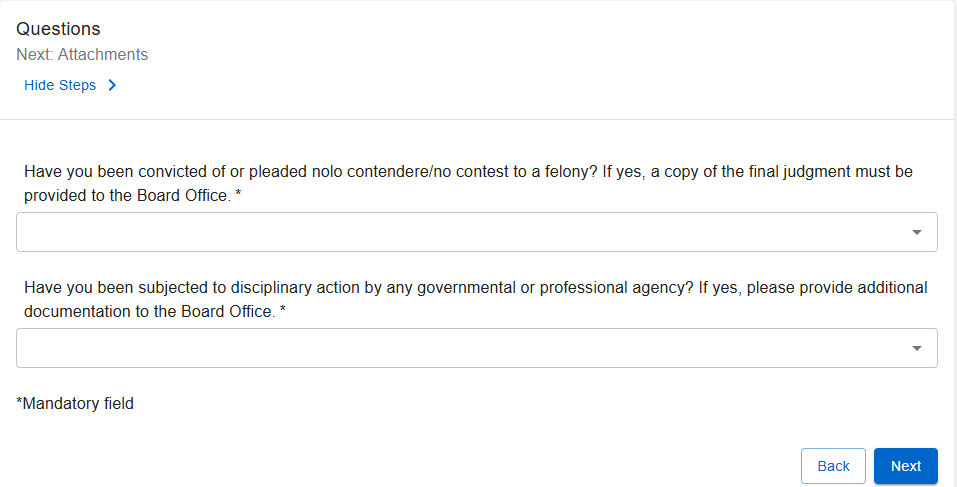 Questions
Next: Attachments
Hide Steps
Have you been convicted of or pleaded nolo contendere/no contest to a felony? If yes, a copy of the final judgment must be
provided to the Board Office. *
Have you been subjected to disciplinary action by any governmental or professional agency? If yes, please provide additional
documentation to the Board Office. *
*Mandatory field
Back
Next